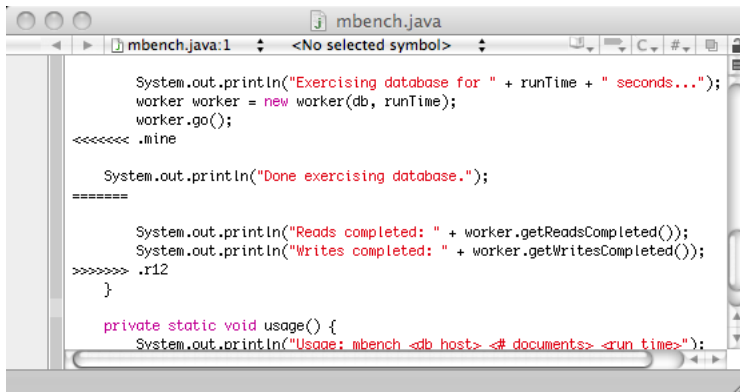 mbench.java
mbench.java:1 <No selected symbol> C #
System.out.println("Exercising database for " + runTime + " seconds...");
worker worker = new worker(db, runTime);
worker.go();
<<<<<<< .mine
System.out.println("Done exercising database.");
=======
System.out.println("Reads completed: " + worker.getReadsCompleted());
System.out.println("Writes completed: " + worker.getWritesCompleted());
>>>>>>> .r12
}
private static void usage() {
System.out.println("Usage: mbench <db host> <# documents> <run time>");